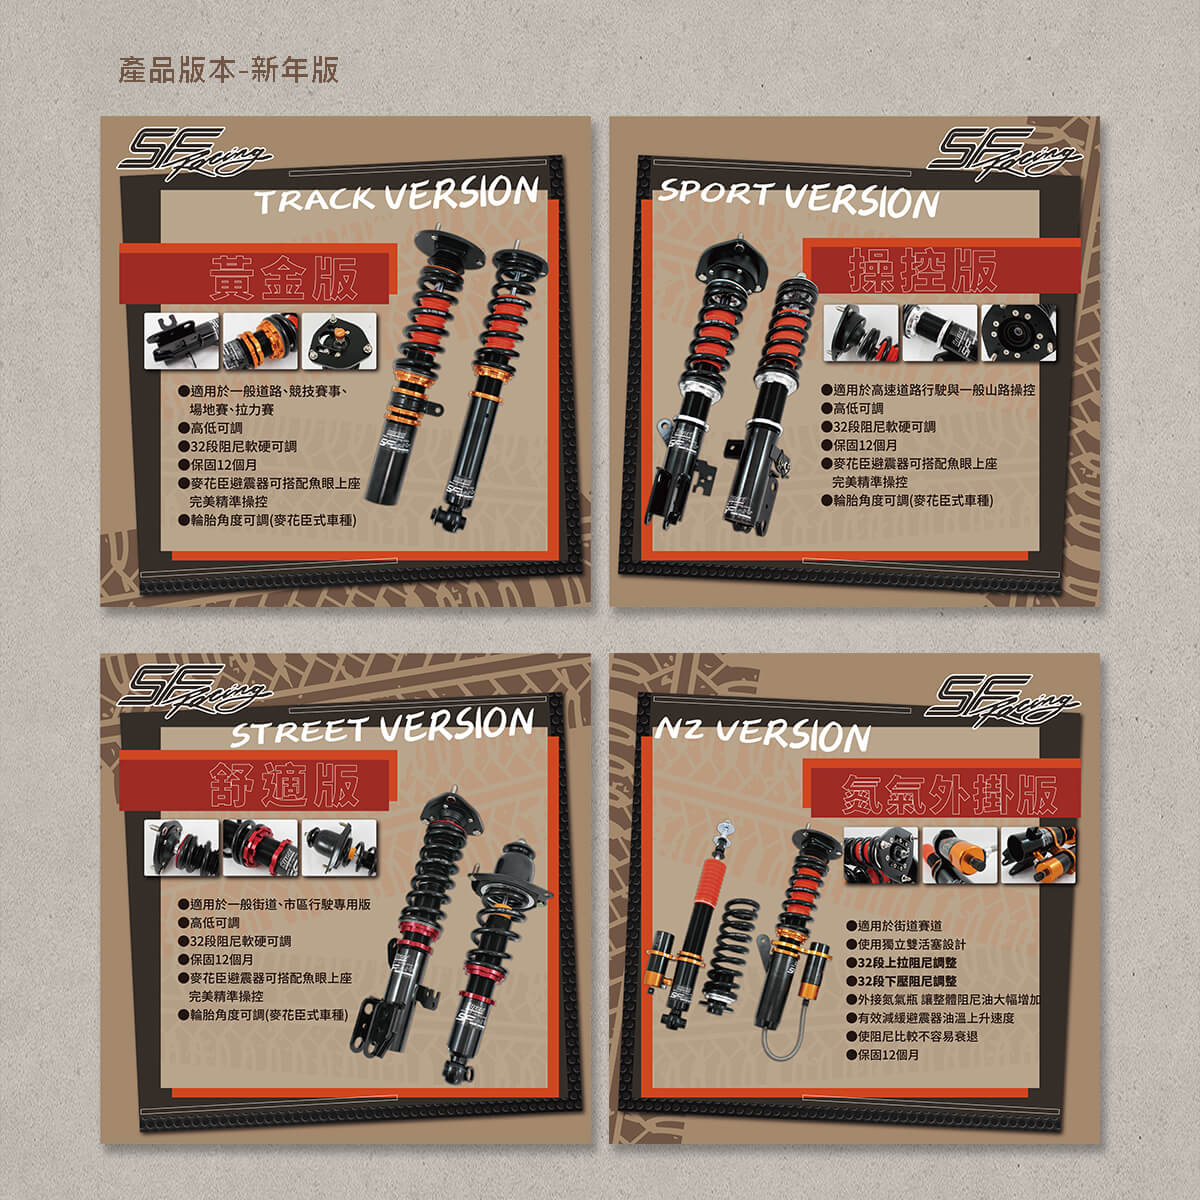 產品版本-新年版
SF Racing
TRACK VERSION
黃金版
●適用於一般道路、競技賽事、
場地賽、拉力賽
●高低可調
●32段阻尼軟硬可調
●保固12個月
●麥花臣避震器可搭配魚眼上座
完美精準操控
●輪胎角度可調(麥花臣式車種)
SF Racing
SPORT VERSION
操控版
●適用於高速道路行駛與一般山路操控
●高低可調
●32段阻尼軟硬可調
●保固12個月
●麥花臣避震器可搭配魚眼上座
完美精準操控
●輪胎角度可調(麥花臣式車種)
SF Racing
STREET VERSION
舒適版
●適用於一般街道、市區行駛專用版
●高低可調
●32段阻尼軟硬可調
●保固12個月
●麥花臣避震器可搭配魚眼上座
完美精準操控
●輪胎角度可調(麥花臣式車種)
SF Racing
NZ VERSION
氮氣外掛版
●適用於街道賽道
●使用獨立雙活塞設計
●32段上拉阻尼調整
●32段下壓阻尼調整
●外接氮氣瓶 讓整體阻尼油大幅增加
●有效減緩避震器油溫上升速度
●使阻尼比較不容易衰退
●保固12個月